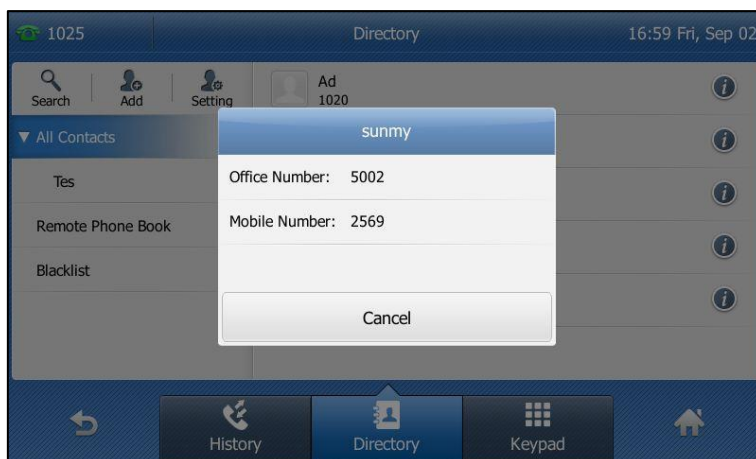 1025 Directory 16:59 Fri, Sep 02
Search Add Setting
Ad
1020
All Contacts
Tes
Remote Phone Book
Blacklist
sunmy
Office Number: 5002
Mobile Number: 2569
Cancel
History Directory Keypad